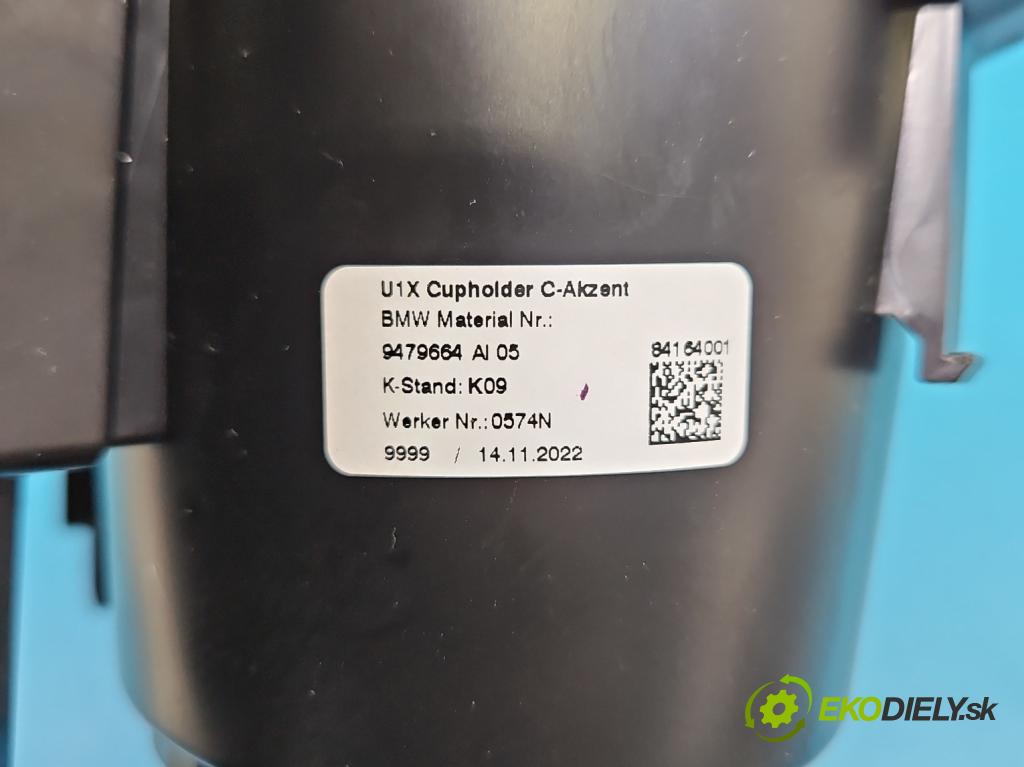 U1X Cupholder C-Akzent
BMW Material Nr.:
9479664 AI 05
84164001
K-Stand: K09
Werker Nr.:0574N
9999 / 14.11.2022
EKODIELY.sk